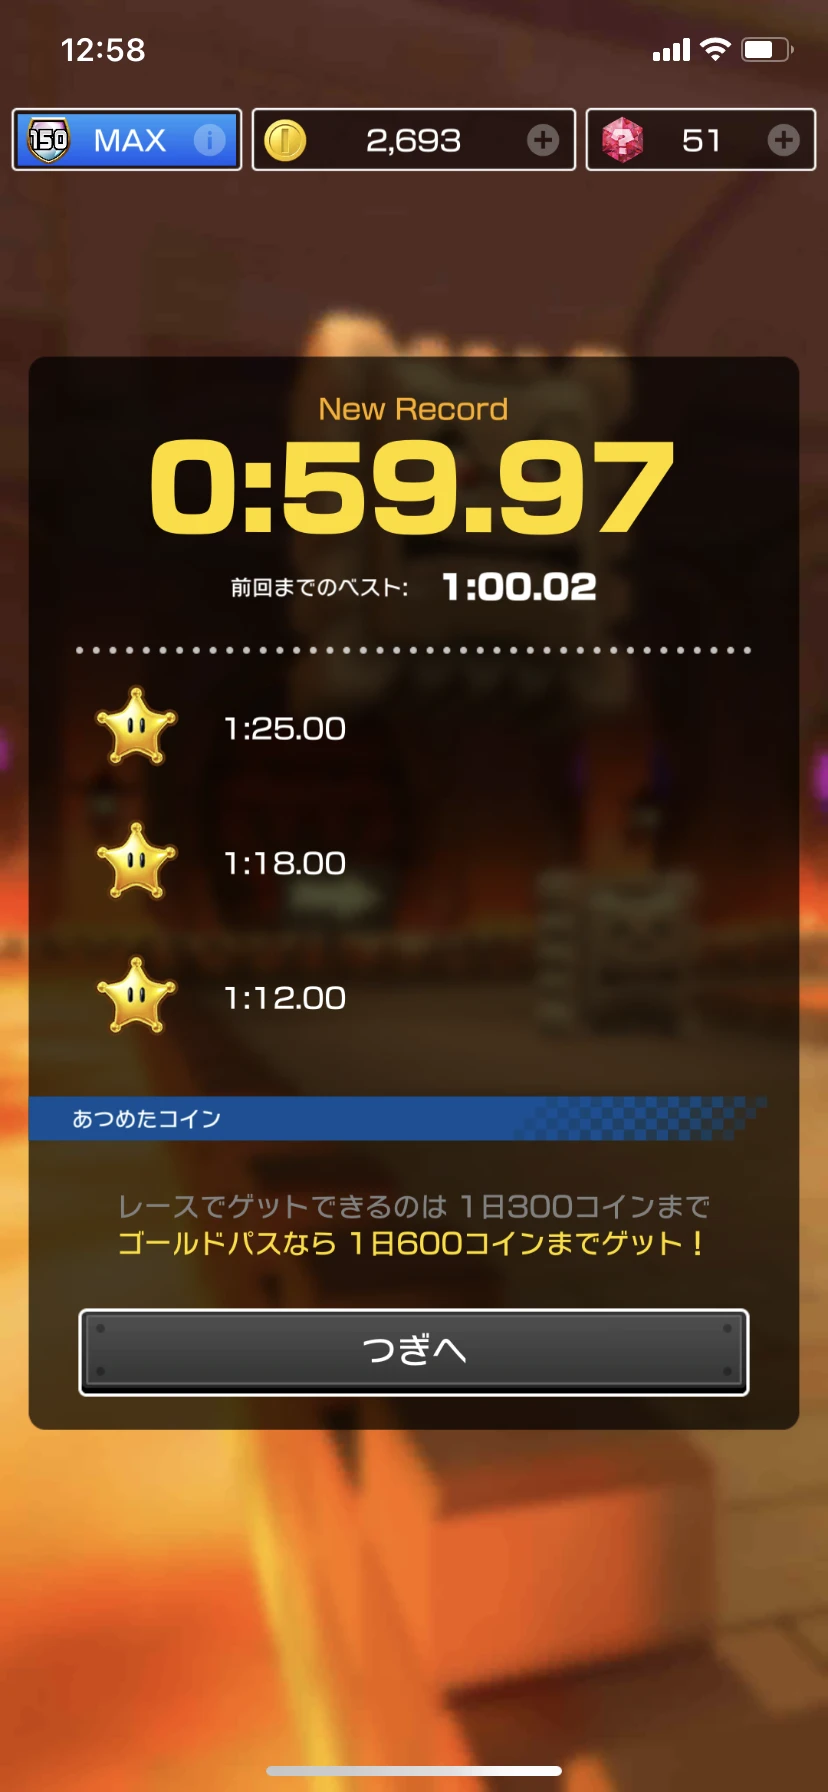 12:58
150 MAX i 2,693 + ? 51 +
New Record
0:59.97
前回までのベスト: 1:00.02
1:25.00
1:18.00
1:12.00
あつめたコイン
レースでゲットできるのは 1日300コインまで
ゴールドパスなら 1日600コインまでゲット！
つぎへ